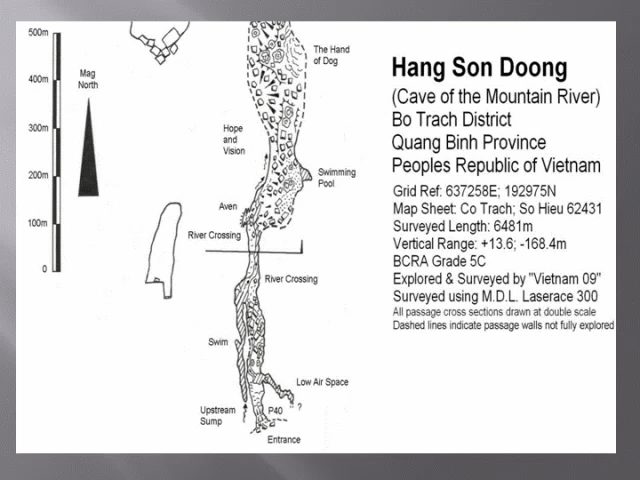 500m
400m
300m
200m
100m
0
Mag
North
The Hand
of Dog
Hope
and
Vision
Swimming
Pool
Aven
River Crossing
River Crossing
Swim
Low Air Space
?
Upstream
Sump
P40
Entrance
Hang Son Doong
(Cave of the Mountain River)
Bo Trach District
Quang Binh Province
Peoples Republic of Vietnam
Grid Ref: 637258E; 192975N
Map Sheet: Co Trach; So Hieu 62431
Surveyed Length: 6481m
Vertical Range: +13.6; -168.4m
BCRA Grade 5C
Explored & Surveyed by "Vietnam 09"
Surveyed using M.D.L. Laserace 300
All passage cross sections drawn at double scale
Dashed lines indicate passage walls not fully explored